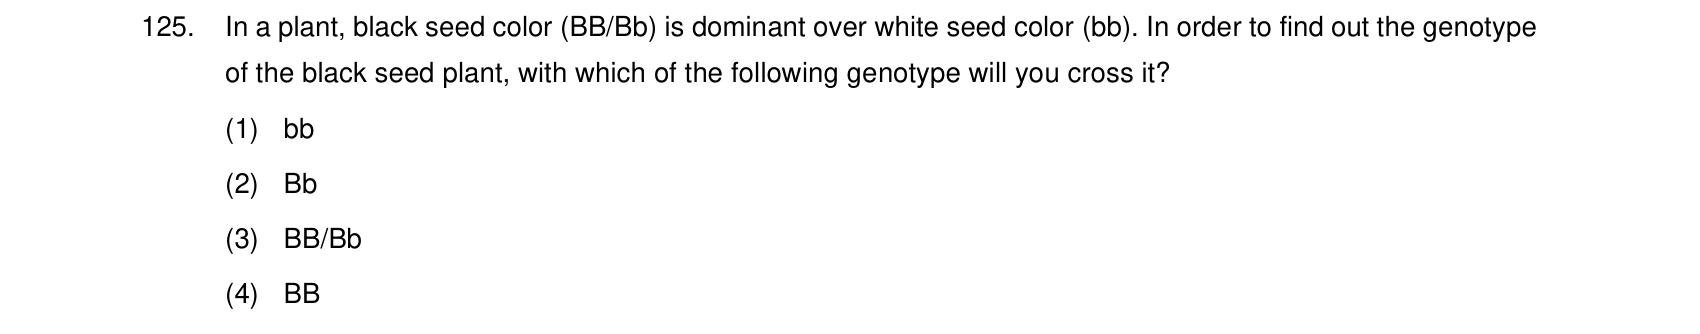 125. In a plant, black seed color (BB/Bb) is dominant over white seed color (bb). In order to find out the genotype
of the black seed plant, with which of the following genotype will you cross it?
(1) bb
(2) Bb
(3) BB/Bb
(4) BB